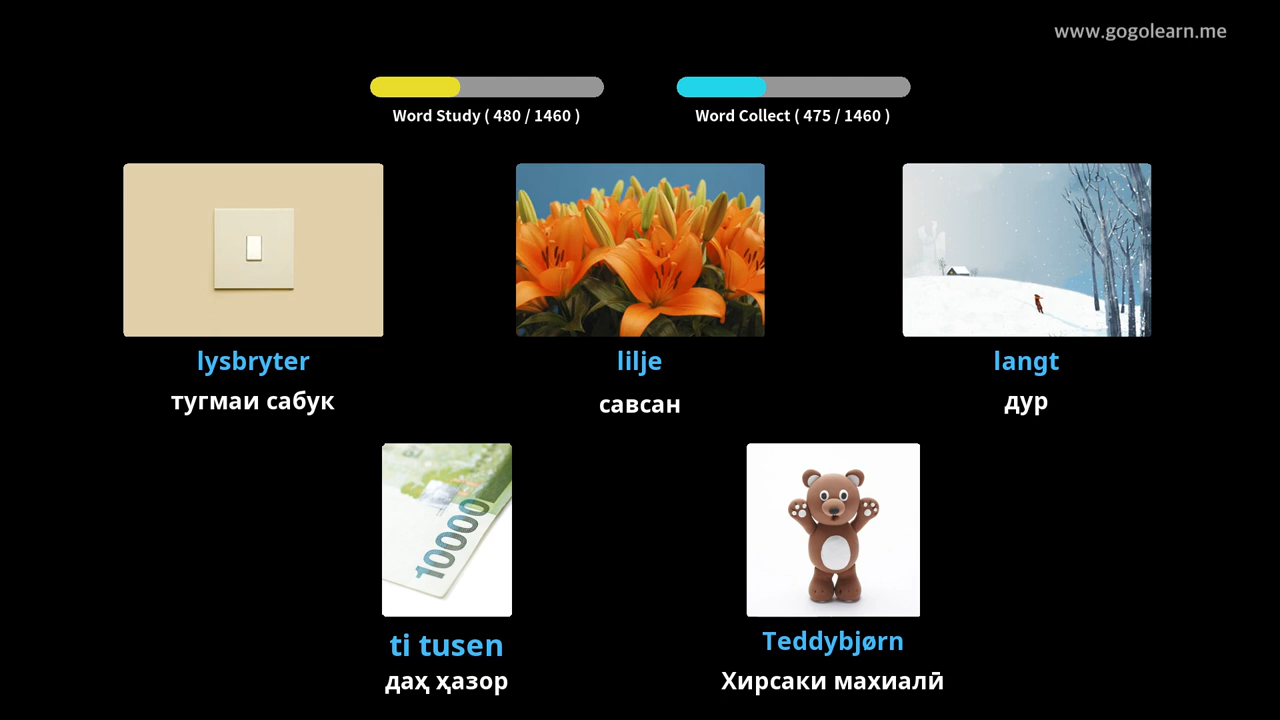 www.gogolearn.me
Word Study ( 480 / 1460 )
Word Collect ( 475 / 1460 )
lysbryter
тугмаи сабук
lilje
савсан
langt
дур
10000
ti tusen
даҳ ҳазор
Teddybjørn
Хирсаки махиалӣ